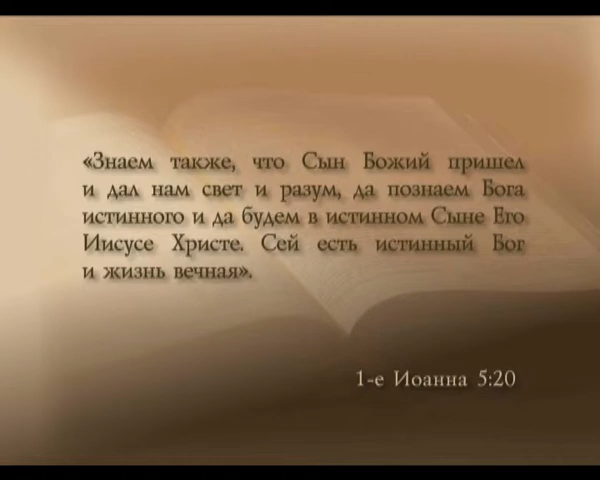 «Знаем также, что Сын Божий пришел
и дал нам свет и разум, да познаем Бога
истинного и да будем в истинном Сыне Его
Иисусе Христе. Сей есть истинный Бог
и жизнь вечная».
1-е Иоанна 5:20